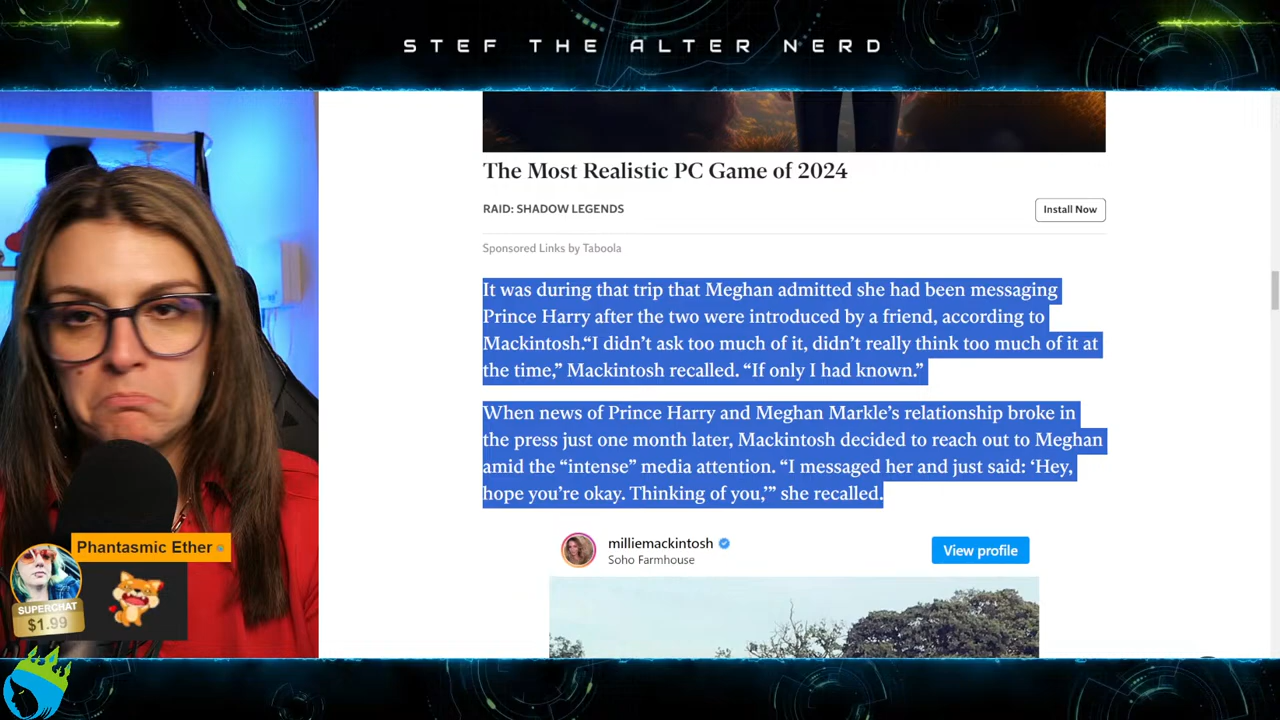 STEF THE ALTER NERD
The Most Realistic PC Game of 2024
RAID: SHADOW LEGENDS
Install Now
Sponsored Links by Taboola
It was during that trip that Meghan admitted she had been messaging
Prince Harry after the two were introduced by a friend, according to
Mackintosh.“I didn’t ask too much of it, didn’t really think too much of it at
the time,” Mackintosh recalled. “If only I had known.”
When news of Prince Harry and Meghan Markle’s relationship broke in
the press just one month later, Mackintosh decided to reach out to Meghan
amid the “intense” media attention. “I messaged her and just said: ‘Hey,
hope you’re okay. Thinking of you,’” she recalled.
milliemackintosh
Soho Farmhouse
View profile
Phantasmic Ether
SUPERCHAT
$1.99